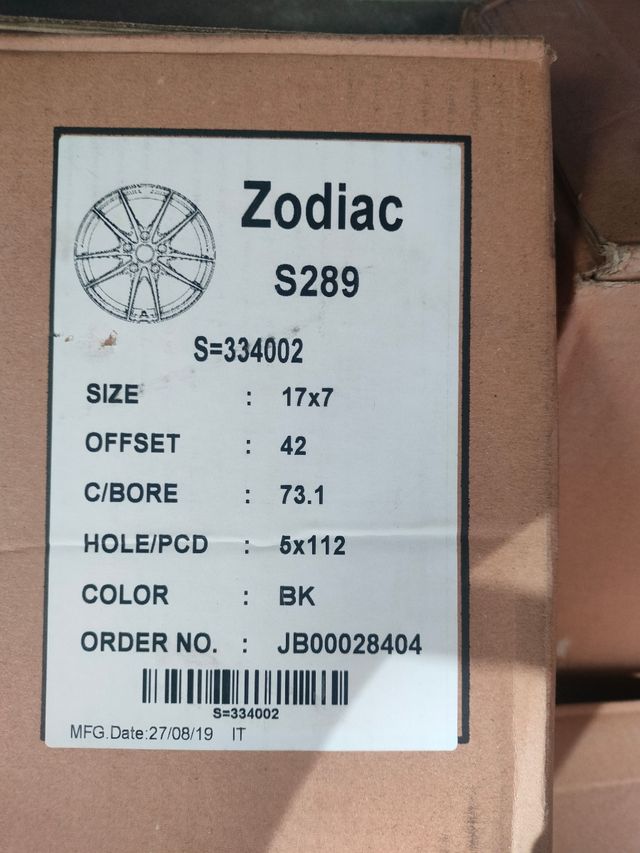 Zodiac
S289
S=334002
SIZE : 17x7
OFFSET : 42
C/BORE : 73.1
HOLE/PCD : 5x112
COLOR : BK
ORDER NO. : JB00028404
S=334002
MFG.Date:27/08/19 IT